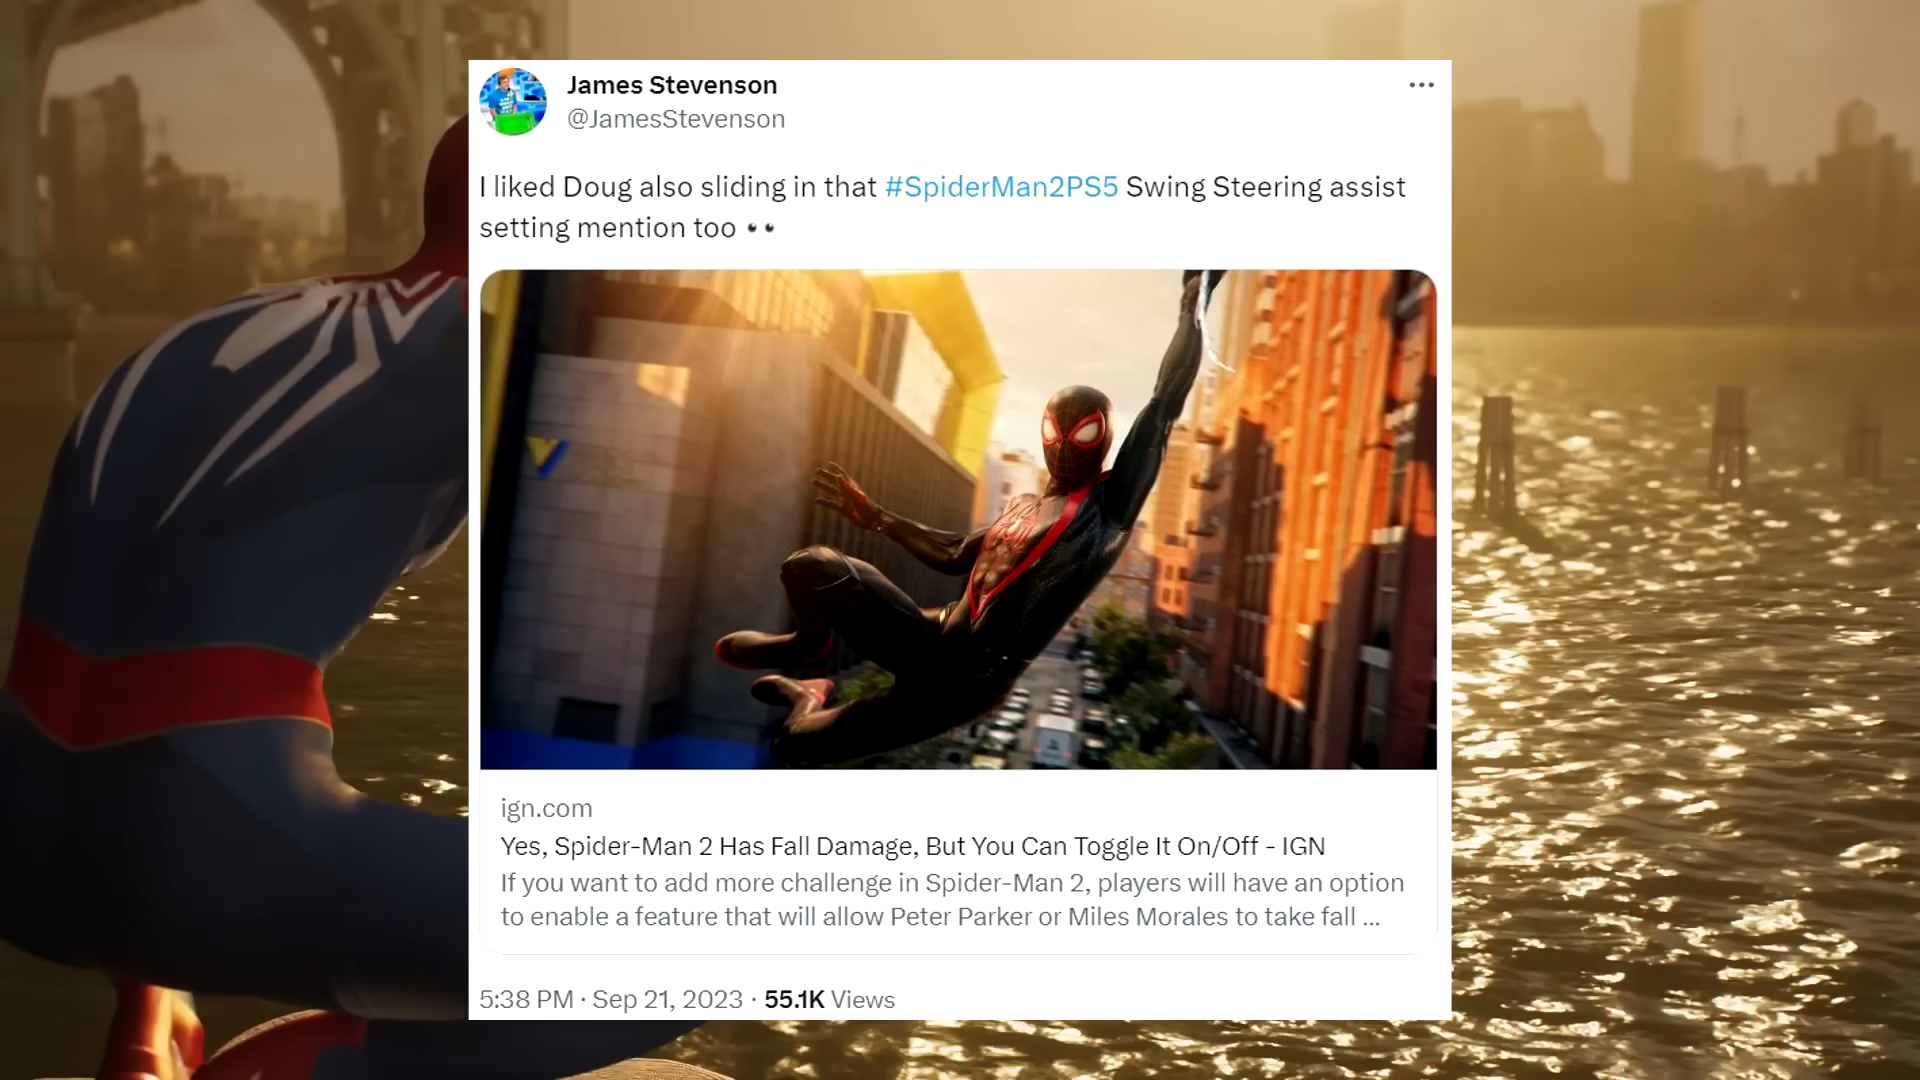 James Stevenson
@JamesStevenson
I liked Doug also sliding in that #SpiderMan2PS5 Swing Steering assist
setting mention too 👀
ign.com
Yes, Spider-Man 2 Has Fall Damage, But You Can Toggle It On/Off - IGN
If you want to add more challenge in Spider-Man 2, players will have an option
to enable a feature that will allow Peter Parker or Miles Morales to take fall ...
5:38 PM · Sep 21, 2023 · 55.1K Views